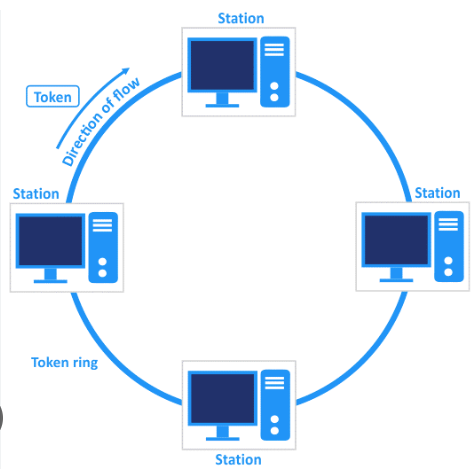 Station
Token
Direction of flow
Station
Station
Token ring
Station